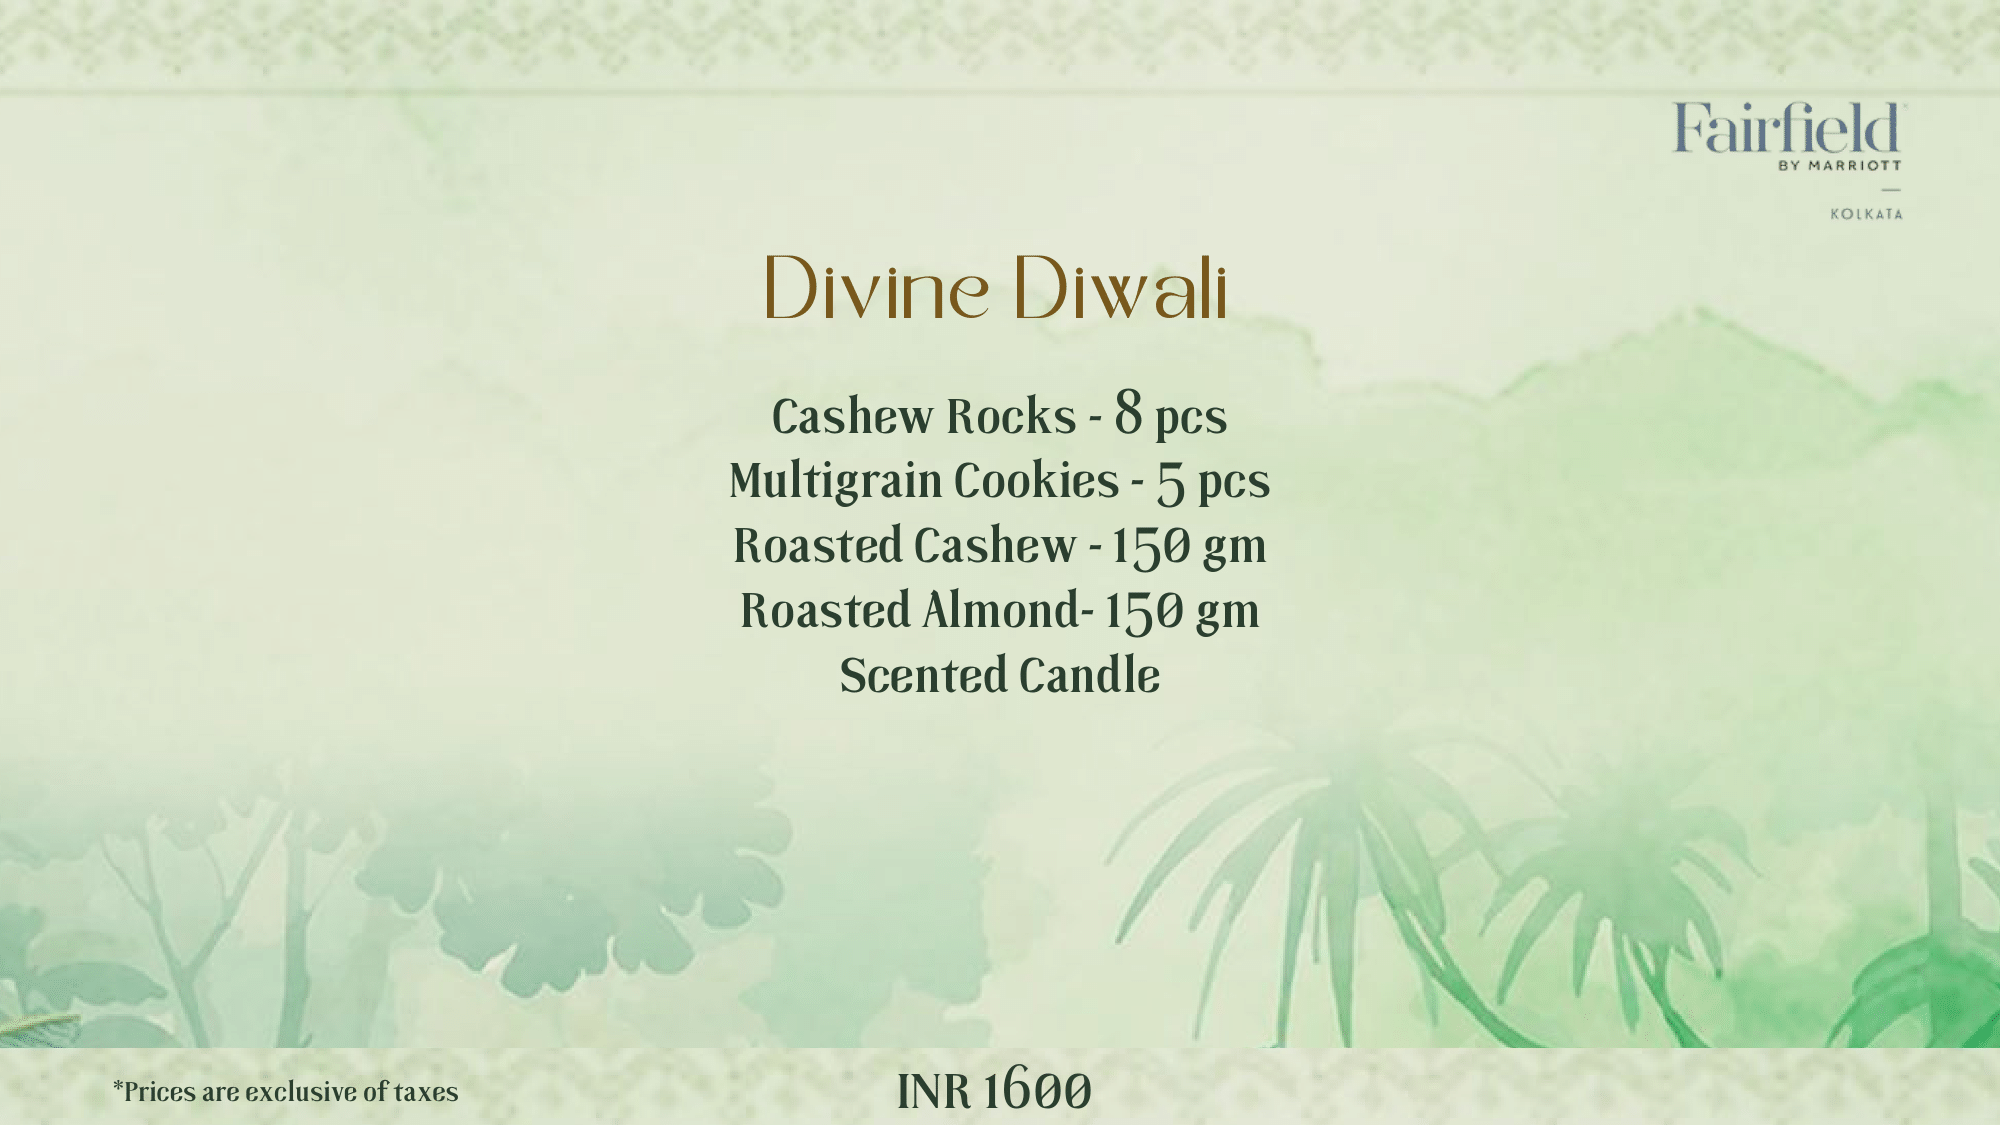 Fairfield
BY MARRIOTT
—
KOLKATA
Divine Diwali
Cashew Rocks - 8 pcs
Multigrain Cookies - 5 pcs
Roasted Cashew - 150 gm
Roasted Almond- 150 gm
Scented Candle
*Prices are exclusive of taxes
INR 1600